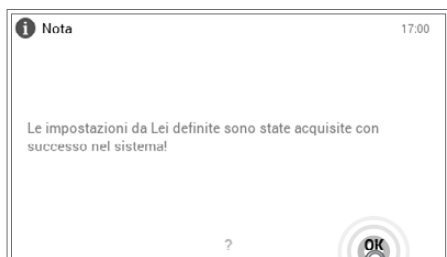 i Nota
17:00
Le impostazioni da Lei definite sono state acquisite con
successo nel sistema!
?
OK